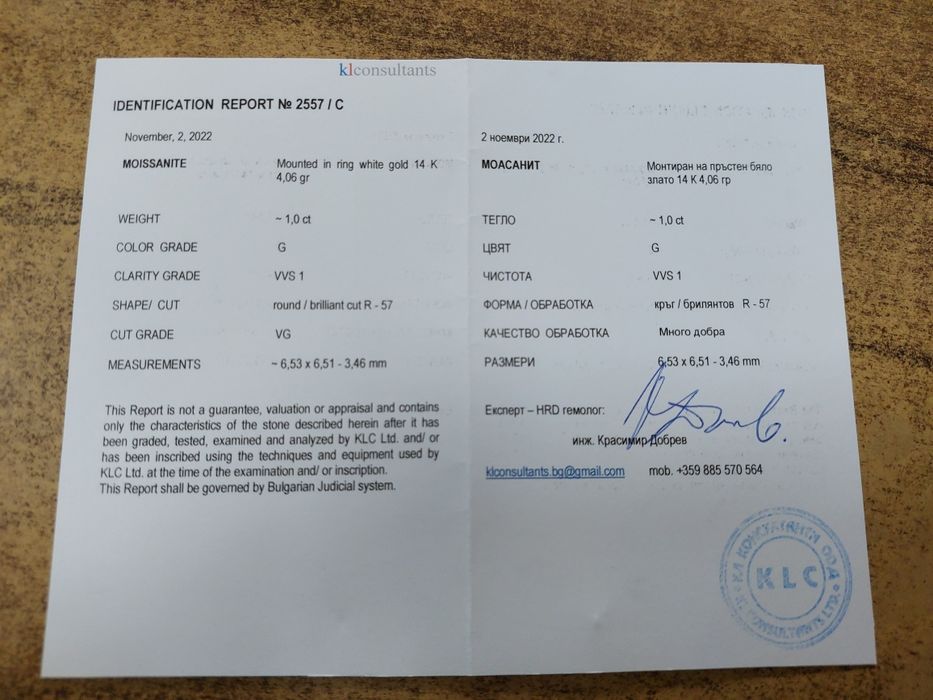 klconsultants
IDENTIFICATION REPORT № 2557 / C
November, 2, 2022
MOISSANITE Mounted in ring white gold 14 K
4,06 gr
WEIGHT ~ 1,0 ct
COLOR GRADE G
CLARITY GRADE VVS 1
SHAPE/ CUT round / brilliant cut R - 57
CUT GRADE VG
MEASUREMENTS ~ 6,53 x 6,51 - 3,46 mm
This Report is not a guarantee, valuation or appraisal and contains
only the characteristics of the stone described herein after it has
been graded, tested, examined and analyzed by KLC Ltd. and/ or
has been inscribed using the techniques and equipment used by
KLC Ltd. at the time of the examination and/ or inscription.
This Report shall be governed by Bulgarian Judicial system.
2 ноември 2022 г.
МОАСАНИТ Монтиран на пръстен бяло
злато 14 К 4,06 гр
ТЕГЛО ~ 1,0 ct
ЦВЯТ G
ЧИСТОТА VVS 1
ФОРМА / ОБРАБОТКА кръг / брилянтов R - 57
КАЧЕСТВО ОБРАБОТКА Много добра
РАЗМЕРИ 6,53 x 6,51 - 3,46 mm
Експерт – HRD гемолог:
инж. Красимир Добрев
klconsultants.bg@gmail.com mob. +359 885 570 564
КЛ КОНСУЛТАНТИ ООД
KLC
KL CONSULTANTS LTD.